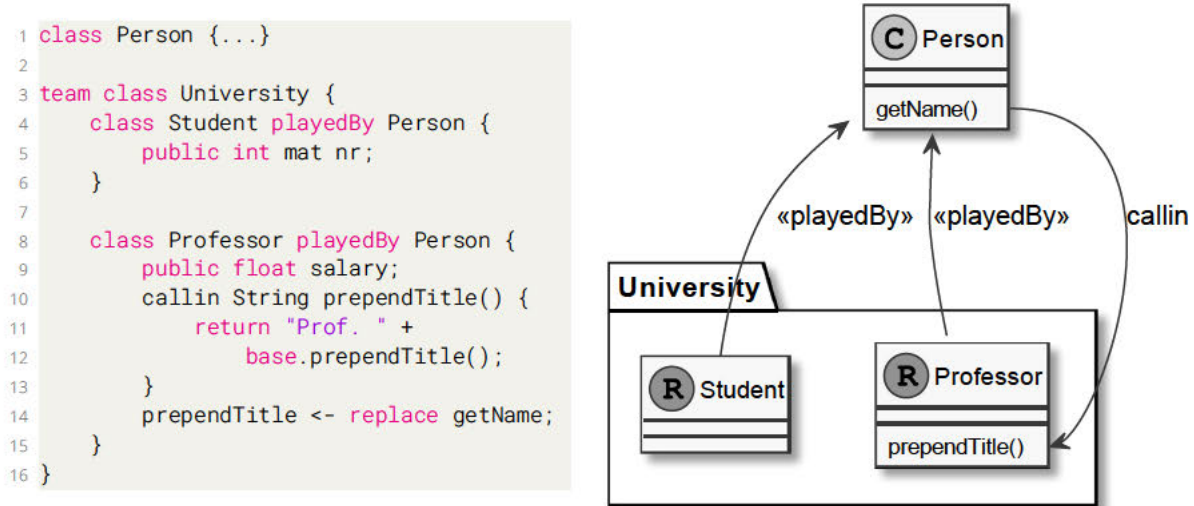 1 class Person {...}
2
3 team class University {
4 class Student playedBy Person {
5 public int mat nr;
6 }
7
8 class Professor playedBy Person {
9 public float salary;
10 callin String prependTitle() {
11 return "Prof. " +
12 base.prependTitle();
13 }
14 prependTitle <- replace getName;
15 }
16 }
C Person
getName()
«playedBy» «playedBy» callin
University
R Student
R Professor
prependTitle()